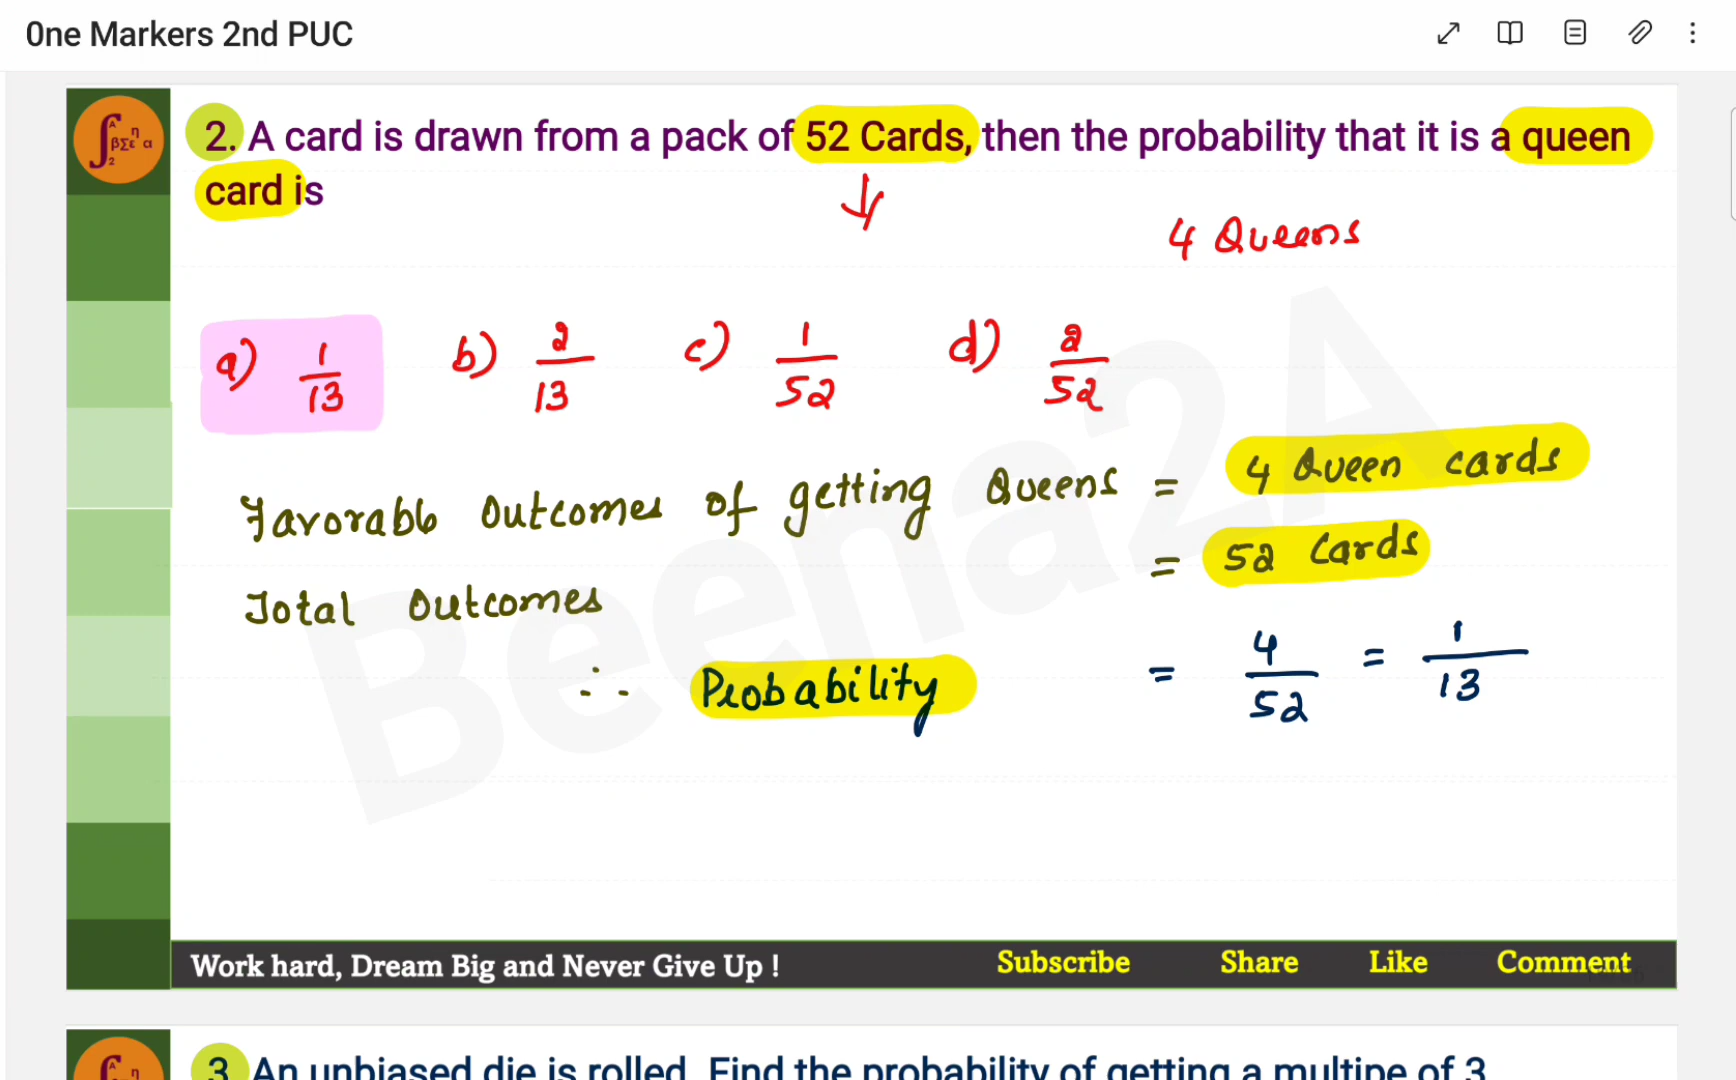 One Markers 2nd PUC
2. A card is drawn from a pack of 52 Cards, then the probability that it is a queen
card is
4 Queens
a) 1/13 b) 2/13 c) 1/52 d) 2/52
Favorable Outcomes of getting Queens = 4 Queen cards
Total Outcomes = 52 Cards
∴ Probability = 4/52 = 1/13
Beena2A
Work hard, Dream Big and Never Give Up ! Subscribe Share Like Comment
3 An unbiased die is rolled. Find the probability of getting a multipe of 3